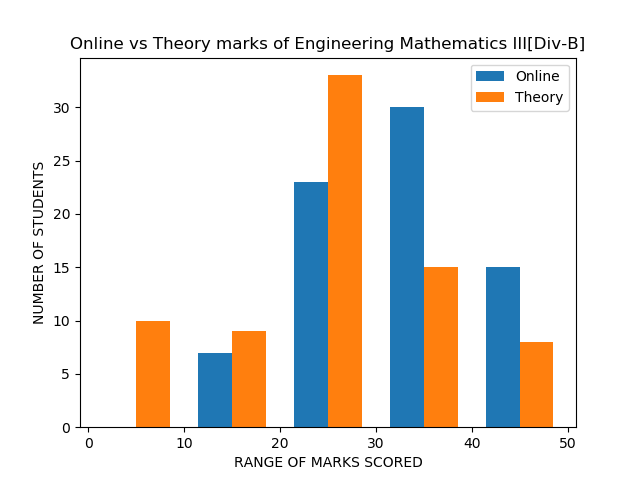 Online vs Theory marks of Engineering Mathematics III[Div-B]
Online
Theory
30
25
20
15
10
5
0
NUMBER OF STUDENTS
0 10 20 30 40 50
RANGE OF MARKS SCORED